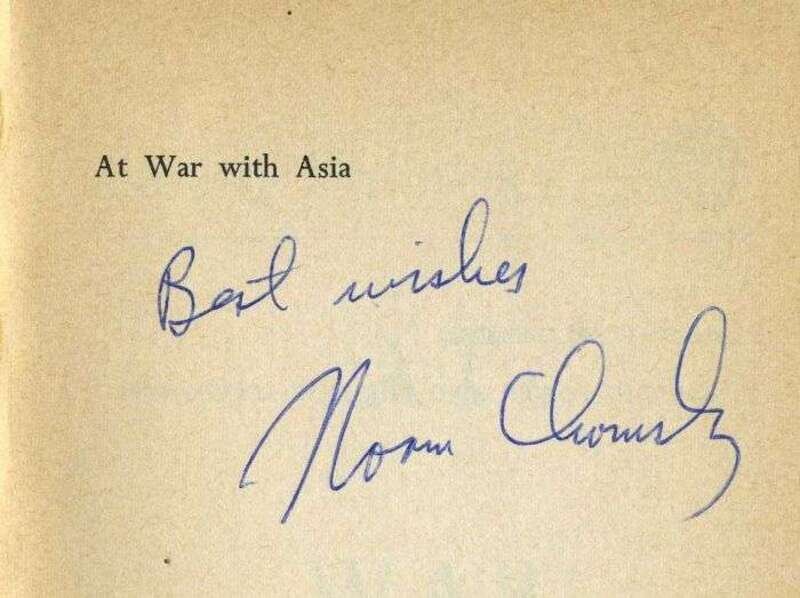 At War with Asia
Best wishes
Noam Chomsky